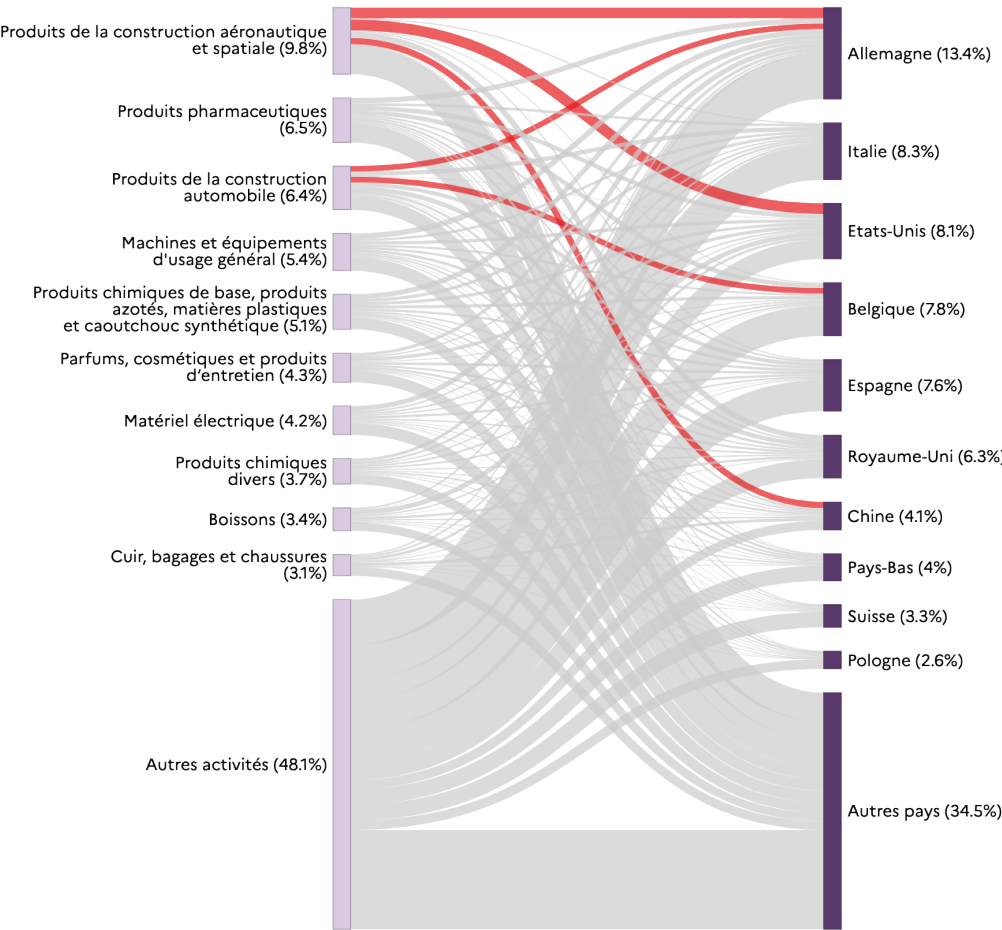 Produits de la construction aéronautique
et spatiale (9.8%)
Produits pharmaceutiques
(6.5%)
Produits de la construction
automobile (6.4%)
Machines et équipements
d'usage général (5.4%)
Produits chimiques de base, produits
azotés, matières plastiques
et caoutchouc synthétique (5.1%)
Parfums, cosmétiques et produits
d’entretien (4.3%)
Matériel électrique (4.2%)
Produits chimiques
divers (3.7%)
Boissons (3.4%)
Cuir, bagages et chaussures
(3.1%)
Autres activités (48.1%)
Allemagne (13.4%)
Italie (8.3%)
Etats-Unis (8.1%)
Belgique (7.8%)
Espagne (7.6%)
Royaume-Uni (6.3%)
Chine (4.1%)
Pays-Bas (4%)
Suisse (3.3%)
Pologne (2.6%)
Autres pays (34.5%)